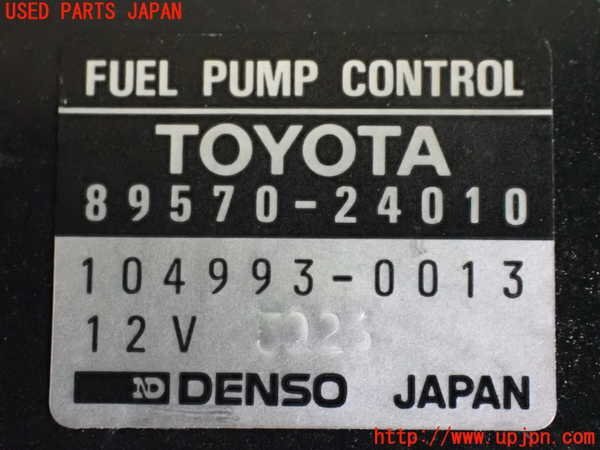 USED PARTS JAPAN
FUEL PUMP CONTROL
TOYOTA
89570-24010
104993-0013
12V
ND DENSO JAPAN
http://www.upjpn.com/